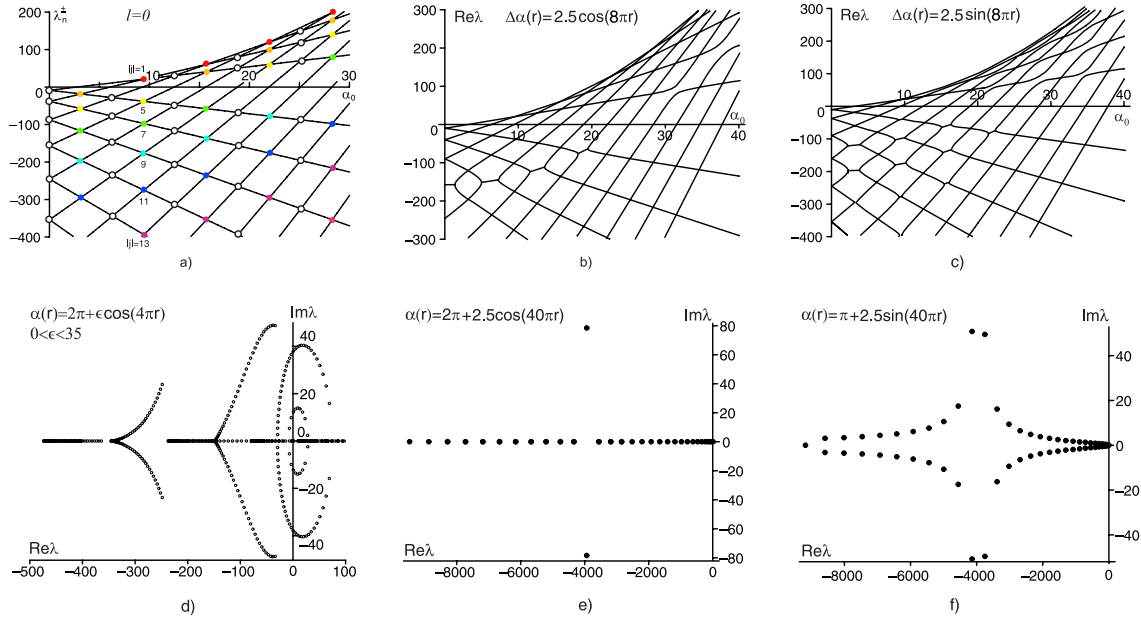 λₙ± l=0
200
100
0
−100
−200
−300
−400
|j|=1
5
7
9
11
|j|=13
10 20 30
α₀
a)
Reλ Δα(r)=2.5cos(8πr)
300
200
100
0
−100
−200
−300
10 20 30 40
α₀
b)
Reλ Δα(r)=2.5sin(8πr)
300
200
100
0
−100
−200
−300
−400
10 20 30 40
α₀
c)
α(r)=2π+ϵcos(4πr) Imλ
0<ϵ<35
40
20
0
−20
−40
Reλ
−500 −400 −300 −200 −100 0 100
d)
α(r)=2π+2.5cos(40πr) Imλ
80
60
40
20
0
−20
−40
−60
−80
Reλ
−8000 −6000 −4000 −2000 0
e)
α(r)=π+2.5sin(40πr) Imλ
40
20
0
−20
−40
Reλ
−8000 −6000 −4000 −2000 0
f)